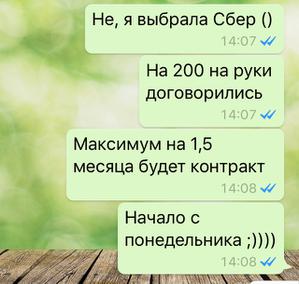 Не, я выбрала Сбер ()
14:07
На 200 на руки
договорились
14:07
Максимум на 1,5
месяца будет контракт
14:08
Начало с
понедельника ;))))
14:08